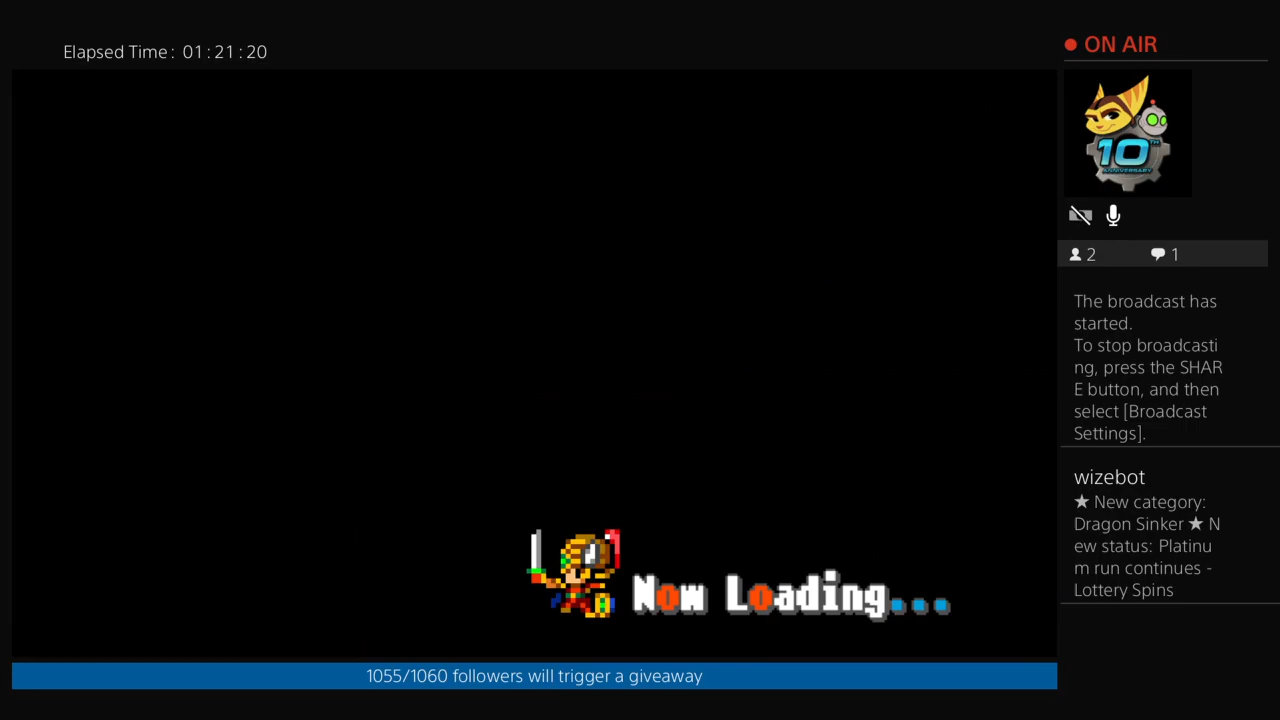 Elapsed Time: 01:21:20
ON AIR
10TH
ANNIVERSARY
2
1
The broadcast has
started.
To stop broadcasti
ng, press the SHAR
E button, and then
select [Broadcast
Settings].
wizebot
★ New category:
Dragon Sinker ★ N
ew status: Platinu
m run continues -
Lottery Spins
Now Loading...
1055/1060 followers will trigger a giveaway